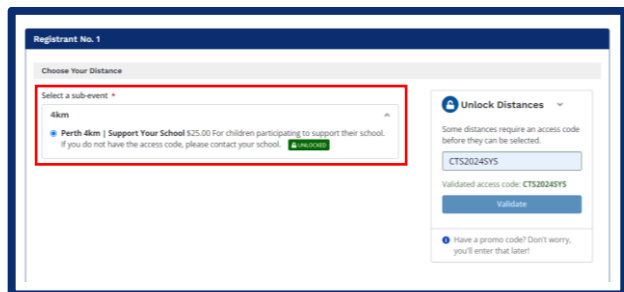 Registrant No. 1
Choose Your Distance
Select a sub-event *
4km
Perth 4km | Support Your School $25.00 For children participating to support their school.
If you do not have the access code, please contact your school. UNLOCKED
Unlock Distances
Some distances require an access code
before they can be selected.
CTS2024SYS
Validated access code: CTS2024SYS
Validate
Have a promo code? Don't worry,
you'll enter that later!